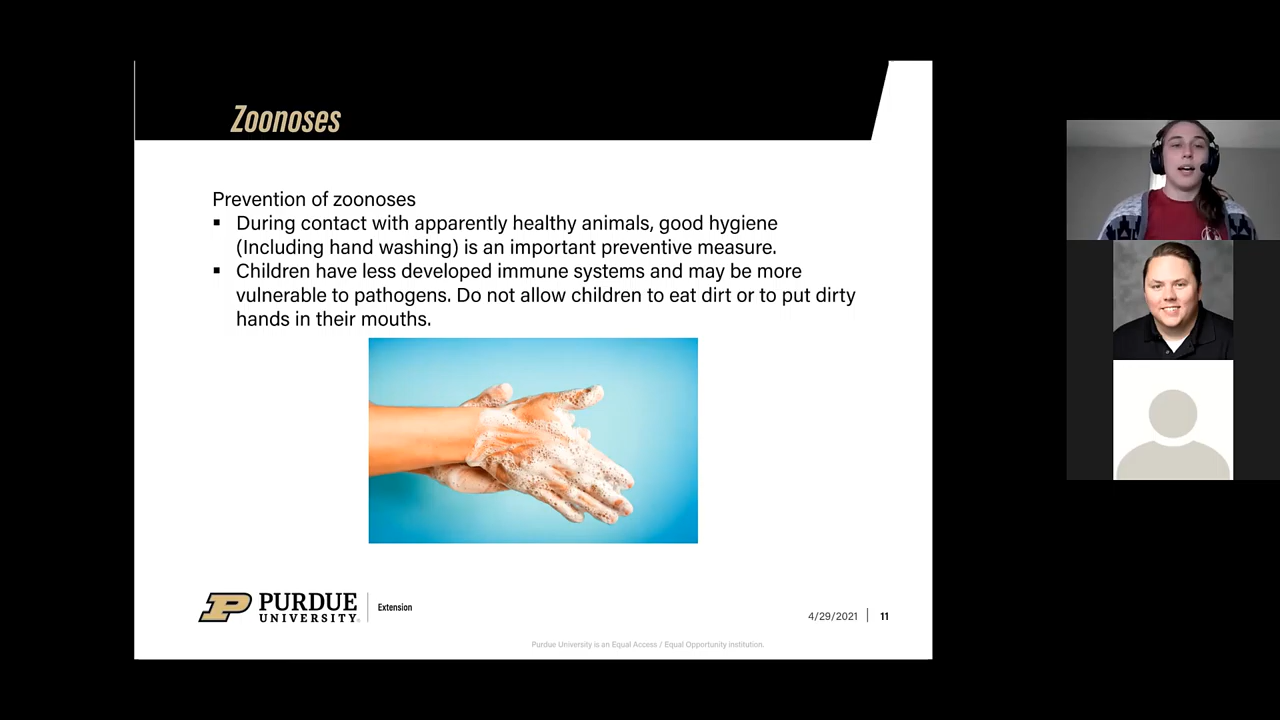 Zoonoses
Prevention of zoonoses
▪ During contact with apparently healthy animals, good hygiene
(Including hand washing) is an important preventive measure.
▪ Children have less developed immune systems and may be more
vulnerable to pathogens. Do not allow children to eat dirt or to put dirty
hands in their mouths.
P PURDUE
UNIVERSITY®
Extension
4/29/2021 | 11
Purdue University is an Equal Access / Equal Opportunity institution.